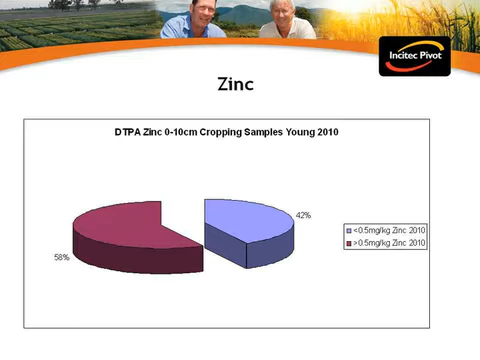 Incitec Pivot
Zinc
DTPA Zinc 0-10cm Cropping Samples Young 2010
42%
<0.5mg/kg Zinc 2010
>0.5mg/kg Zinc 2010
58%